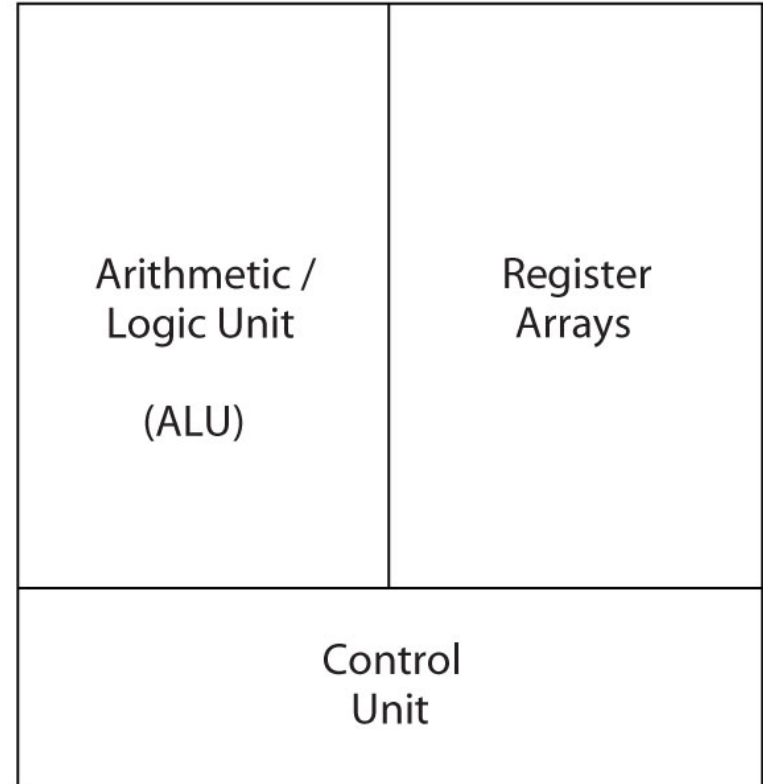 Arithmetic /
Logic Unit
(ALU)
Register
Arrays
Control
Unit